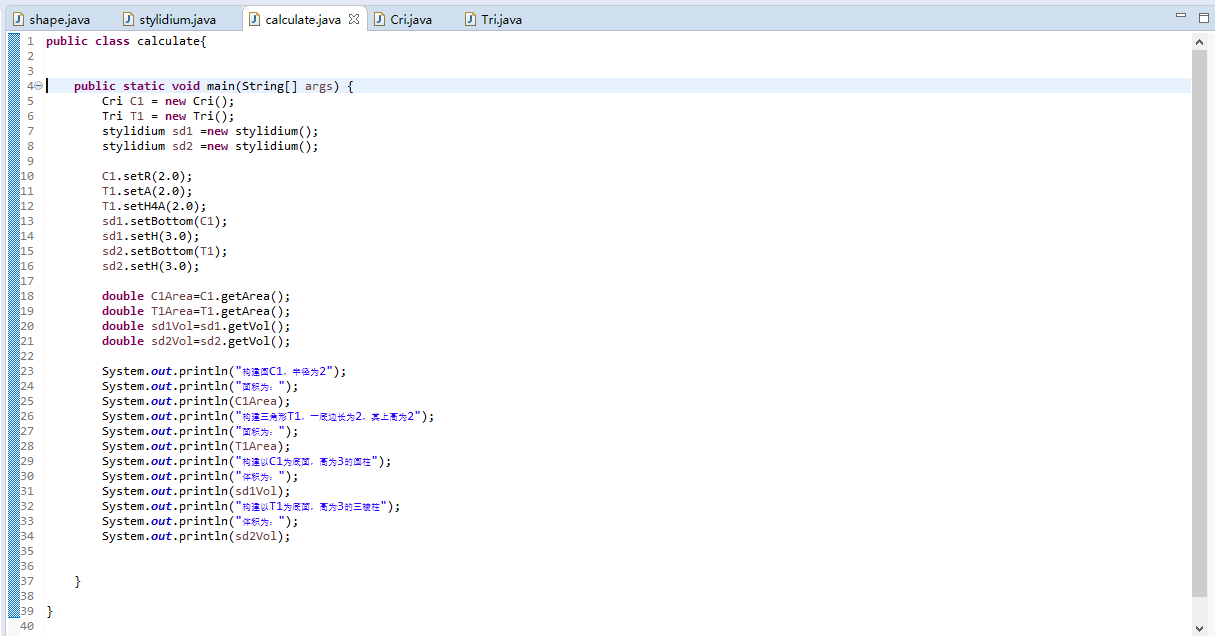 shape.java stylidium.java calculate.java Cri.java Tri.java
1 public class calculate{
2
3
4 public static void main(String[] args) {
5 Cri C1 = new Cri();
6 Tri T1 = new Tri();
7 stylidium sd1 =new stylidium();
8 stylidium sd2 =new stylidium();
9
10 C1.setR(2.0);
11 T1.setA(2.0);
12 T1.setH4A(2.0);
13 sd1.setBottom(C1);
14 sd1.setH(3.0);
15 sd2.setBottom(T1);
16 sd2.setH(3.0);
17
18 double C1Area=C1.getArea();
19 double T1Area=T1.getArea();
20 double sd1Vol=sd1.getVol();
21 double sd2Vol=sd2.getVol();
22
23 System.out.println("构建圆C1，半径为2");
24 System.out.println("面积为：");
25 System.out.println(C1Area);
26 System.out.println("构建三角形T1，一底边长为2，其上高为2");
27 System.out.println("面积为：");
28 System.out.println(T1Area);
29 System.out.println("构建以C1为底面，高为3的圆柱");
30 System.out.println("体积为：");
31 System.out.println(sd1Vol);
32 System.out.println("构建以T1为底面，高为3的三棱柱");
33 System.out.println("体积为：");
34 System.out.println(sd2Vol);
35
36
37 }
38
39 }
40